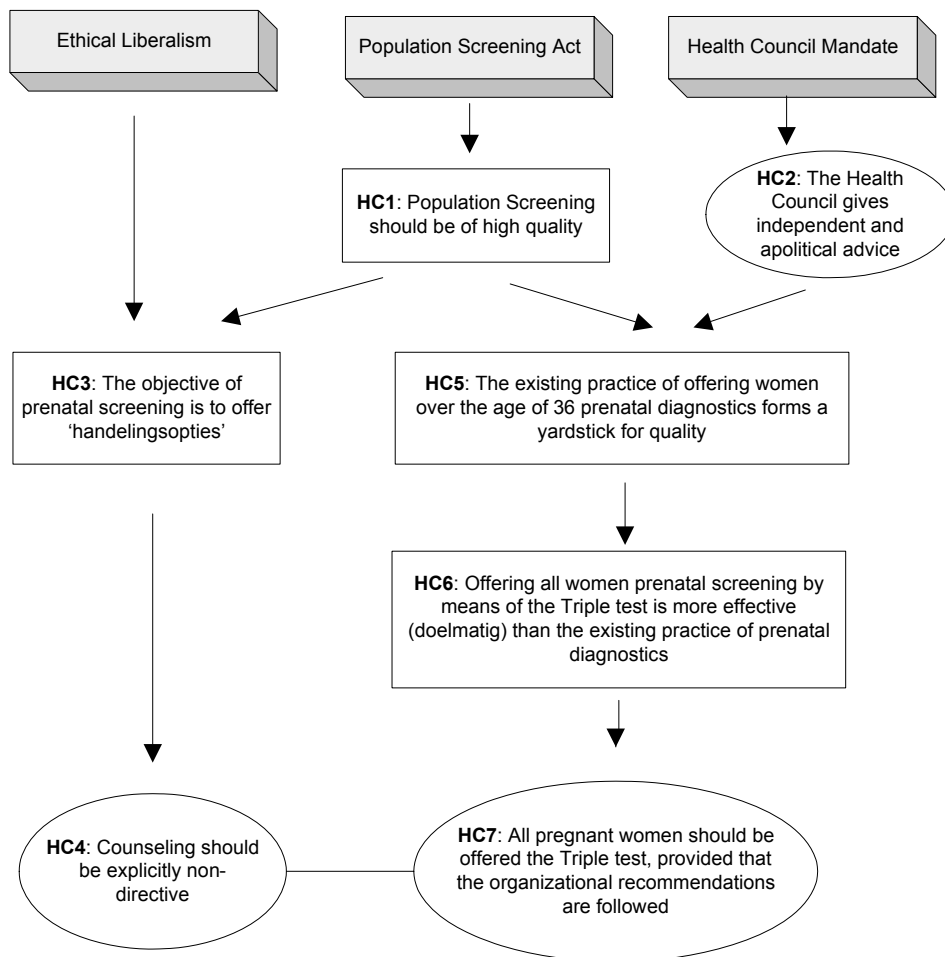 Ethical Liberalism
Population Screening Act
Health Council Mandate
HC1: Population Screening
should be of high quality
HC2: The Health
Council gives
independent and
apolitical advice
HC3: The objective of
prenatal screening is to offer
‘handelingsopties’
HC5: The existing practice of offering women
over the age of 36 prenatal diagnostics forms a
yardstick for quality
HC6: Offering all women prenatal screening by
means of the Triple test is more effective
(doelmatig) than the existing practice of prenatal
diagnostics
HC4: Counseling should
be explicitly non-
directive
HC7: All pregnant women should be
offered the Triple test, provided that
the organizational recommendations
are followed